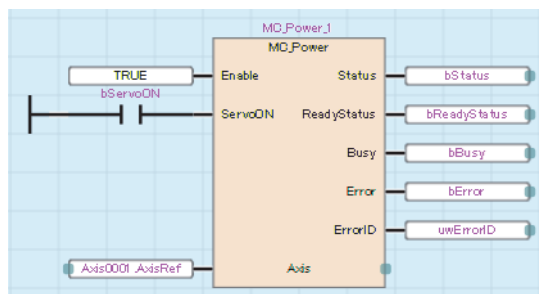 MC_Power_1
MC_Power
TRUE Enable Status bStatus
bServoON
ServoON ReadyStatus bReadyStatus
Busy bBusy
Error bError
ErrorID uwErrorID
Axis0001.AxisRef Axis